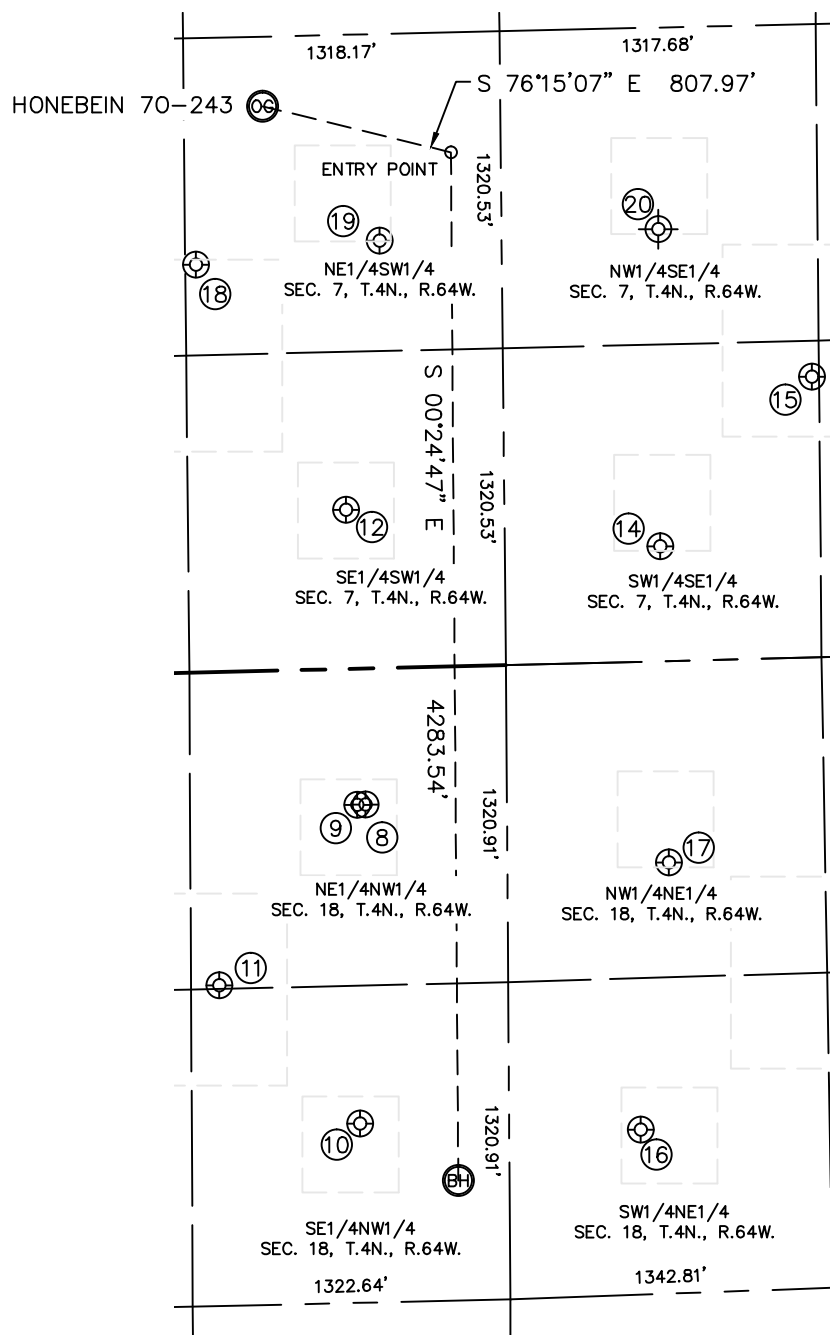 1318.17'
1317.68'
S 76°15'07" E 807.97'
HONEBEIN 70-243
OG
ENTRY POINT
1320.53'
20
19
NE1/4SW1/4
SEC. 7, T.4N., R.64W.
NW1/4SE1/4
SEC. 7, T.4N., R.64W.
18
S 00°24'47" E
15
1320.53'
12
14
SE1/4SW1/4
SEC. 7, T.4N., R.64W.
SW1/4SE1/4
SEC. 7, T.4N., R.64W.
4283.54'
1320.91'
9
8
17
NE1/4NW1/4
SEC. 18, T.4N., R.64W.
NW1/4NE1/4
SEC. 18, T.4N., R.64W.
11
1320.91'
10
16
BH
SE1/4NW1/4
SEC. 18, T.4N., R.64W.
SW1/4NE1/4
SEC. 18, T.4N., R.64W.
1322.64'
1342.81'